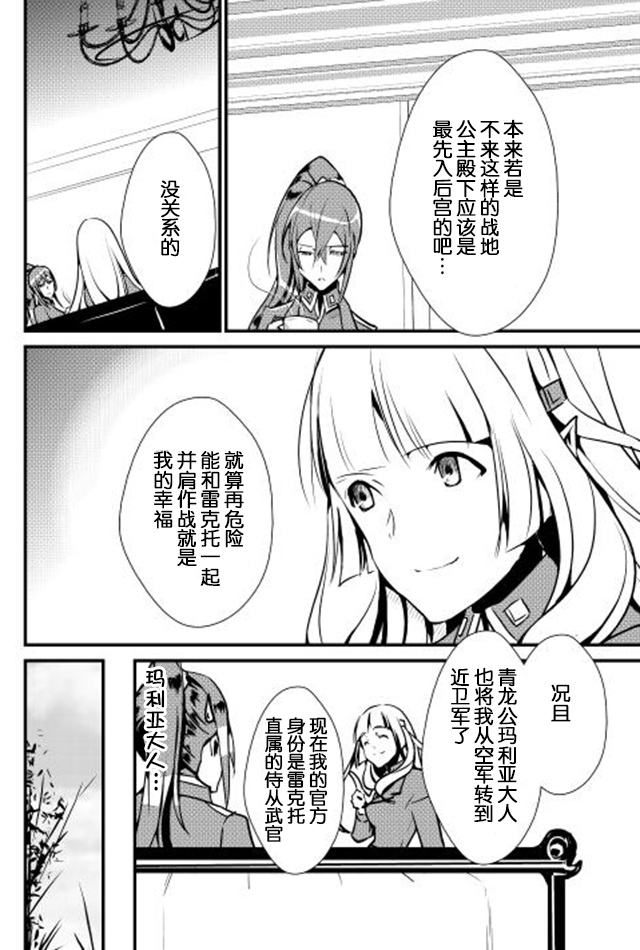 本来若是
不来这样的战地
公主殿下应该是
最先入后宫的吧…
没关系的
就算再危险
能和雷克托一起
并肩作战就是
我的幸福
况且
青龙公玛利亚大人
也将我从空军转到
近卫军了
现在我的官方
身份是雷克托
直属的侍从武官
玛利亚大人…